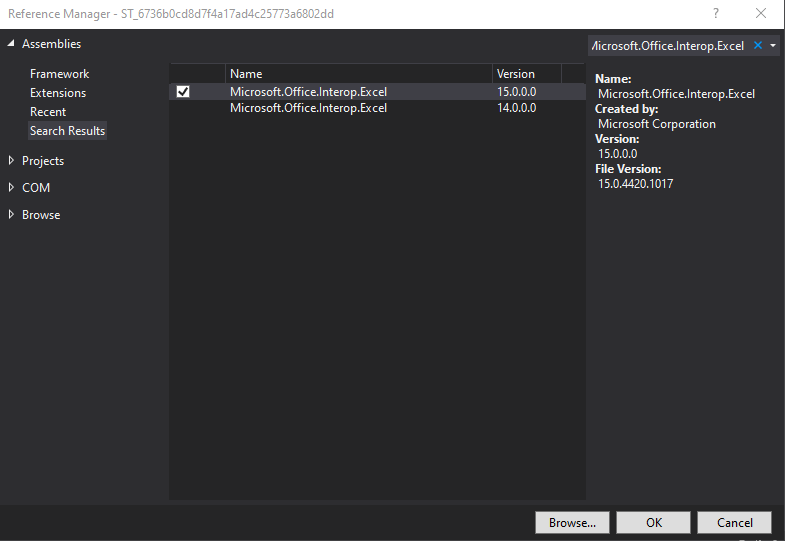 Reference Manager - ST_6736b0cd8d7f4a17ad4c25773a6802dd
Assemblies
Framework
Extensions
Recent
Search Results
Projects
COM
Browse
Name Version
Microsoft.Office.Interop.Excel 15.0.0.0
Microsoft.Office.Interop.Excel 14.0.0.0
Microsoft.Office.Interop.Excel
Name:
Microsoft.Office.Interop.Excel
Created by:
Microsoft Corporation
Version:
15.0.0.0
File Version:
15.0.4420.1017
Browse... OK Cancel